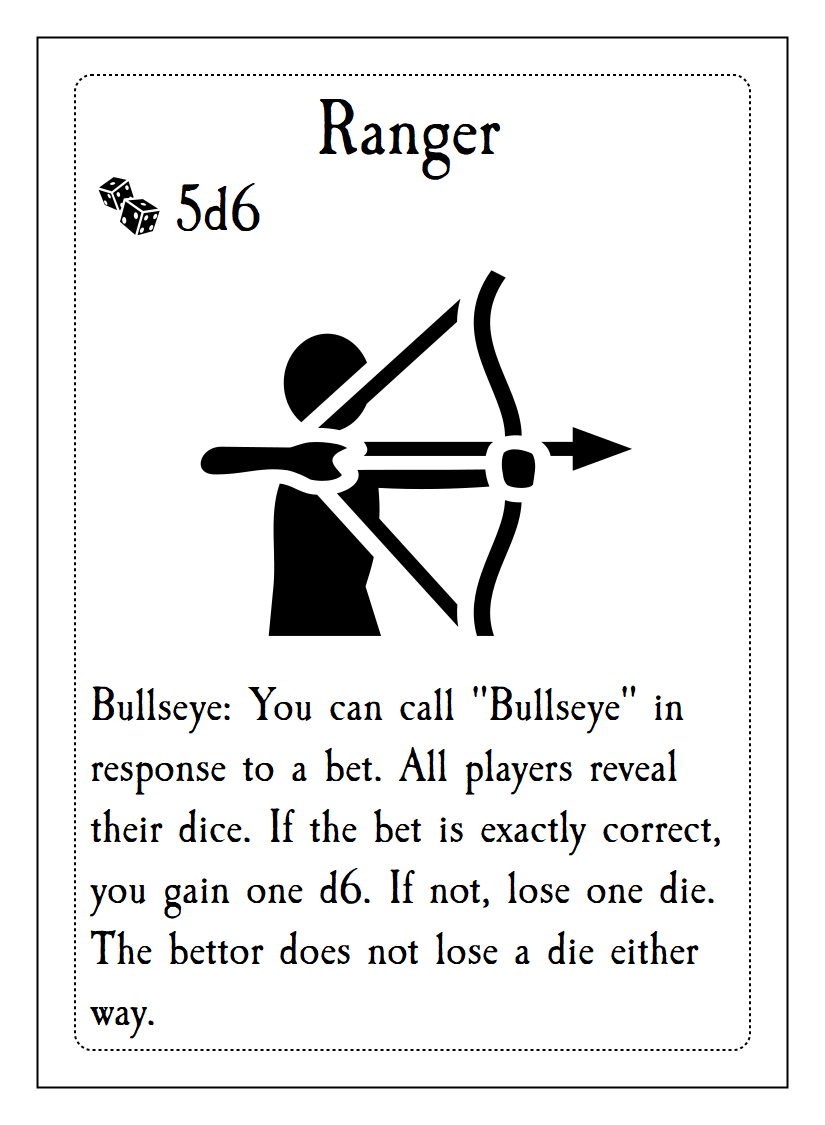 Ranger
5d6
Bullseye: You can call "Bullseye" in
response to a bet. All players reveal
their dice. If the bet is exactly correct,
you gain one d6. If not, lose one die.
The bettor does not lose a die either
way.